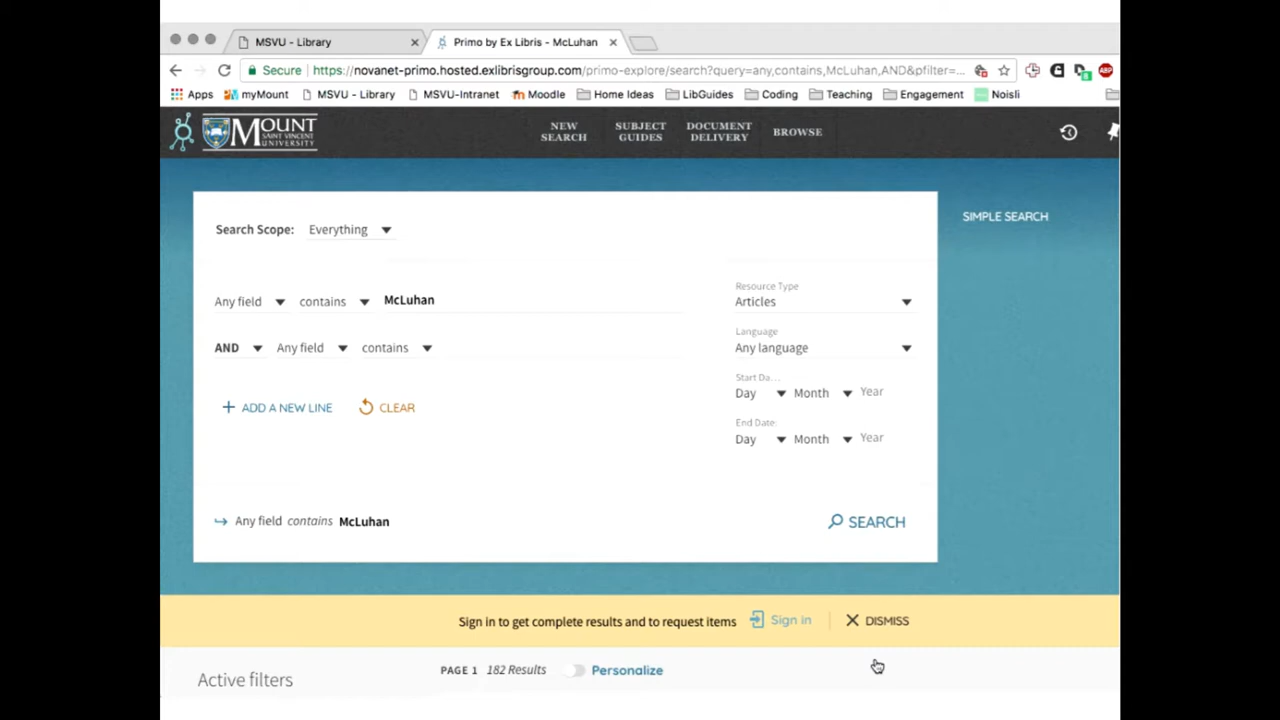 MSVU - Library
Primo by Ex Libris - McLuhan
Secure https://novanet-primo.hosted.exlibrisgroup.com/primo-explore/search?query=any,contains,McLuhan,AND&pfilter=...
Apps myMount MSVU - Library MSVU-Intranet Moodle Home Ideas LibGuides Coding Teaching Engagement Noisli
MOUNT
SAINT VINCENT
UNIVERSITY
NEW SEARCH
SUBJECT GUIDES
DOCUMENT DELIVERY
BROWSE
SIMPLE SEARCH
Search Scope: Everything
Any field contains McLuhan
AND Any field contains
+ ADD A NEW LINE CLEAR
Resource Type
Articles
Language
Any language
Start Da...
Day Month Year
End Date:
Day Month Year
Any field contains McLuhan
SEARCH
Sign in to get complete results and to request items Sign in DISMISS
Active filters
PAGE 1 182 Results Personalize